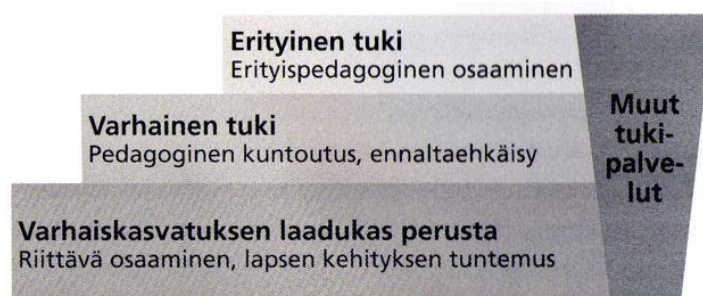 Erityinen tuki
Erityispedagoginen osaaminen
Varhainen tuki
Pedagoginen kuntoutus, ennaltaehkäisy
Varhaiskasvatuksen laadukas perusta
Riittävä osaaminen, lapsen kehityksen tuntemus
Muut
tuki-
palve-
lut